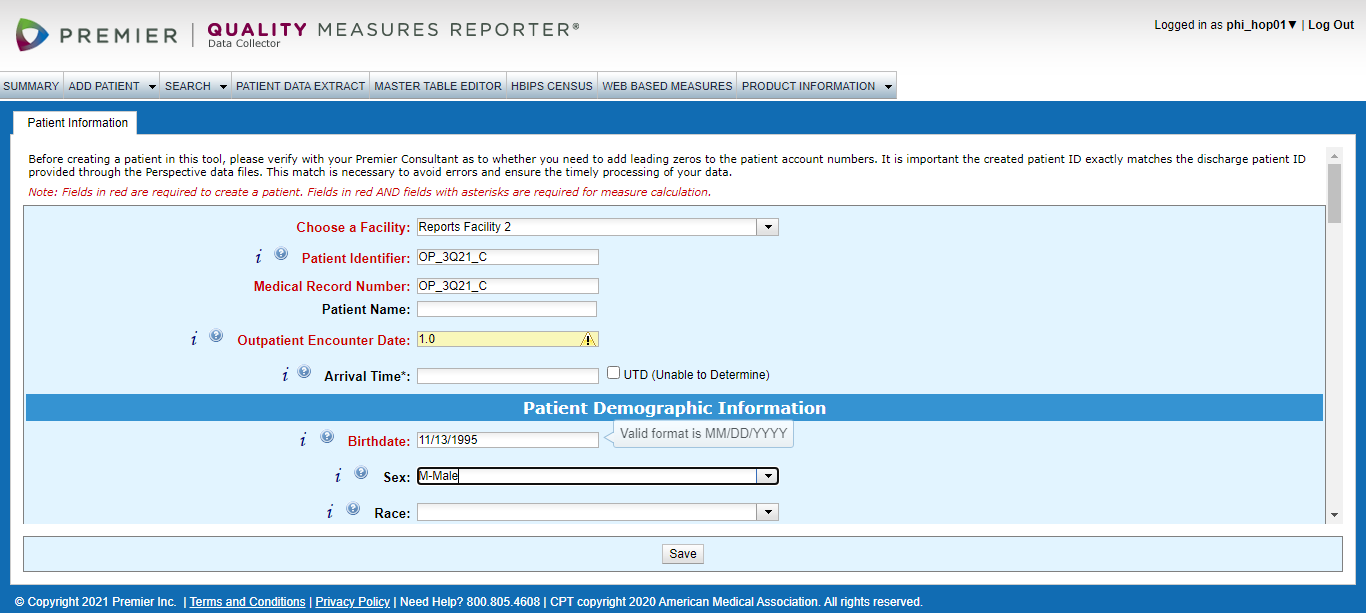 PREMIER
QUALITY MEASURES REPORTER®
Data Collector
Logged in as phi_hop01▼ | Log Out
SUMMARY ADD PATIENT SEARCH PATIENT DATA EXTRACT MASTER TABLE EDITOR HBIPS CENSUS WEB BASED MEASURES PRODUCT INFORMATION
Patient Information
Before creating a patient in this tool, please verify with your Premier Consultant as to whether you need to add leading zeros to the patient account numbers. It is important the created patient ID exactly matches the discharge patient ID
provided through the Perspective data files. This match is necessary to avoid errors and ensure the timely processing of your data.
Note: Fields in red are required to create a patient. Fields in red AND fields with asterisks are required for measure calculation.
Choose a Facility: Reports Facility 2
i ? Patient Identifier: OP_3Q21_C
Medical Record Number: OP_3Q21_C
Patient Name:
i ? Outpatient Encounter Date: 1.0
i ? Arrival Time*: UTD (Unable to Determine)
Patient Demographic Information
i ? Birthdate: 11/13/1995 Valid format is MM/DD/YYYY
i ? Sex: M-Male
i ? Race:
Save
© Copyright 2021 Premier Inc. | Terms and Conditions | Privacy Policy | Need Help? 800.805.4608 | CPT copyright 2020 American Medical Association. All rights reserved.